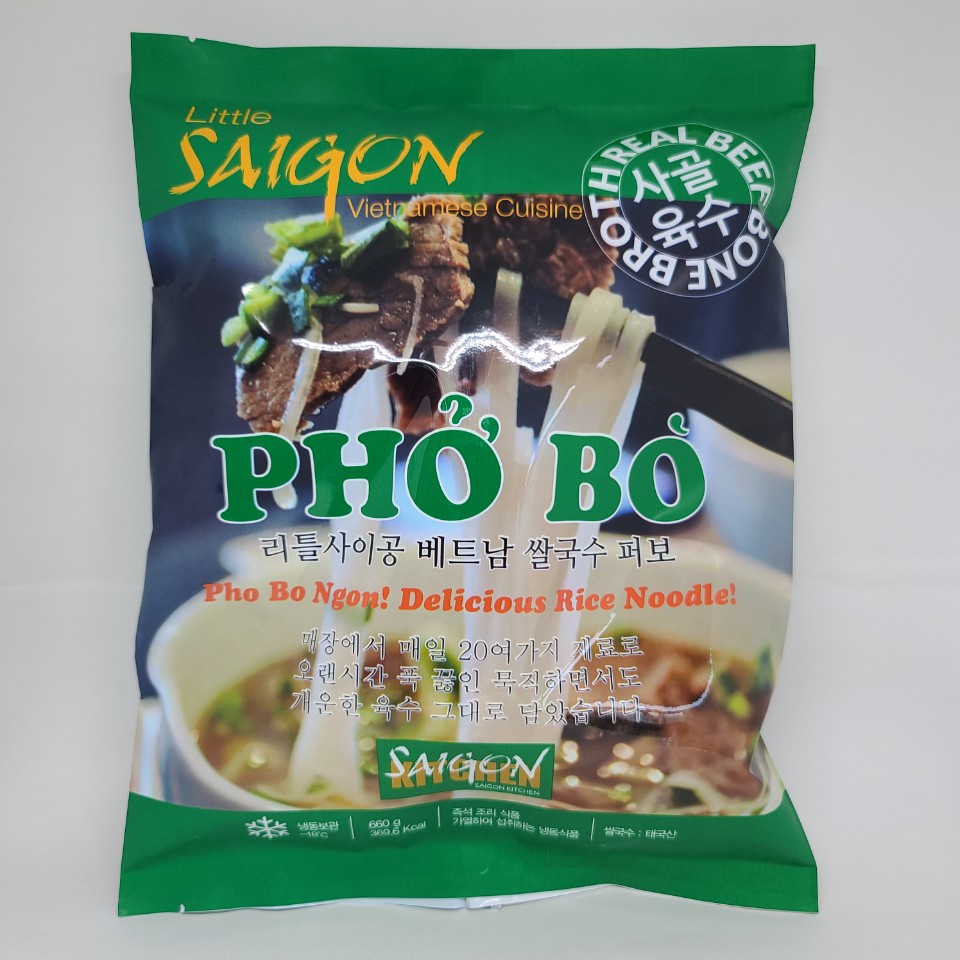 Little
SAIGON
Vietnamese Cuisine
REAL BEEF BONE BROTH
사골
육수
PHỞ BÒ
리틀사이공 베트남 쌀국수 퍼보
Pho Bo Ngon! Delicious Rice Noodle!
매장에서 매일 20여가지 재료로
오랜시간 푹 끓인 묵직하면서도
개운한 육수 그대로 담았습니다
SAIGON
KITCHEN
SAIGON KITCHEN
냉동보관
-18℃
660 g
369.6 Kcal
즉석 조리 식품
가열하여 섭취하는 냉동식품
쌀국수 : 태국산